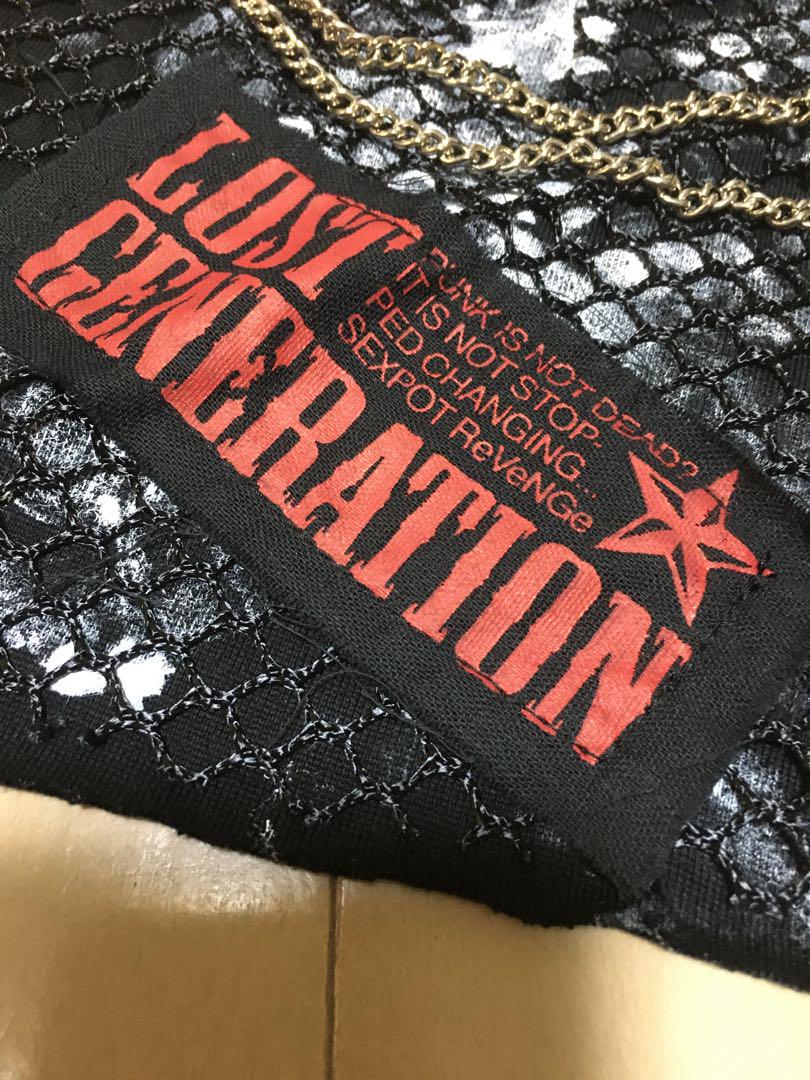 LOST
GENERATION
PUNK IS NOT DEAD?
IT IS NOT STOP-
PED CHANGING...
SEXPOT ReVeNGe